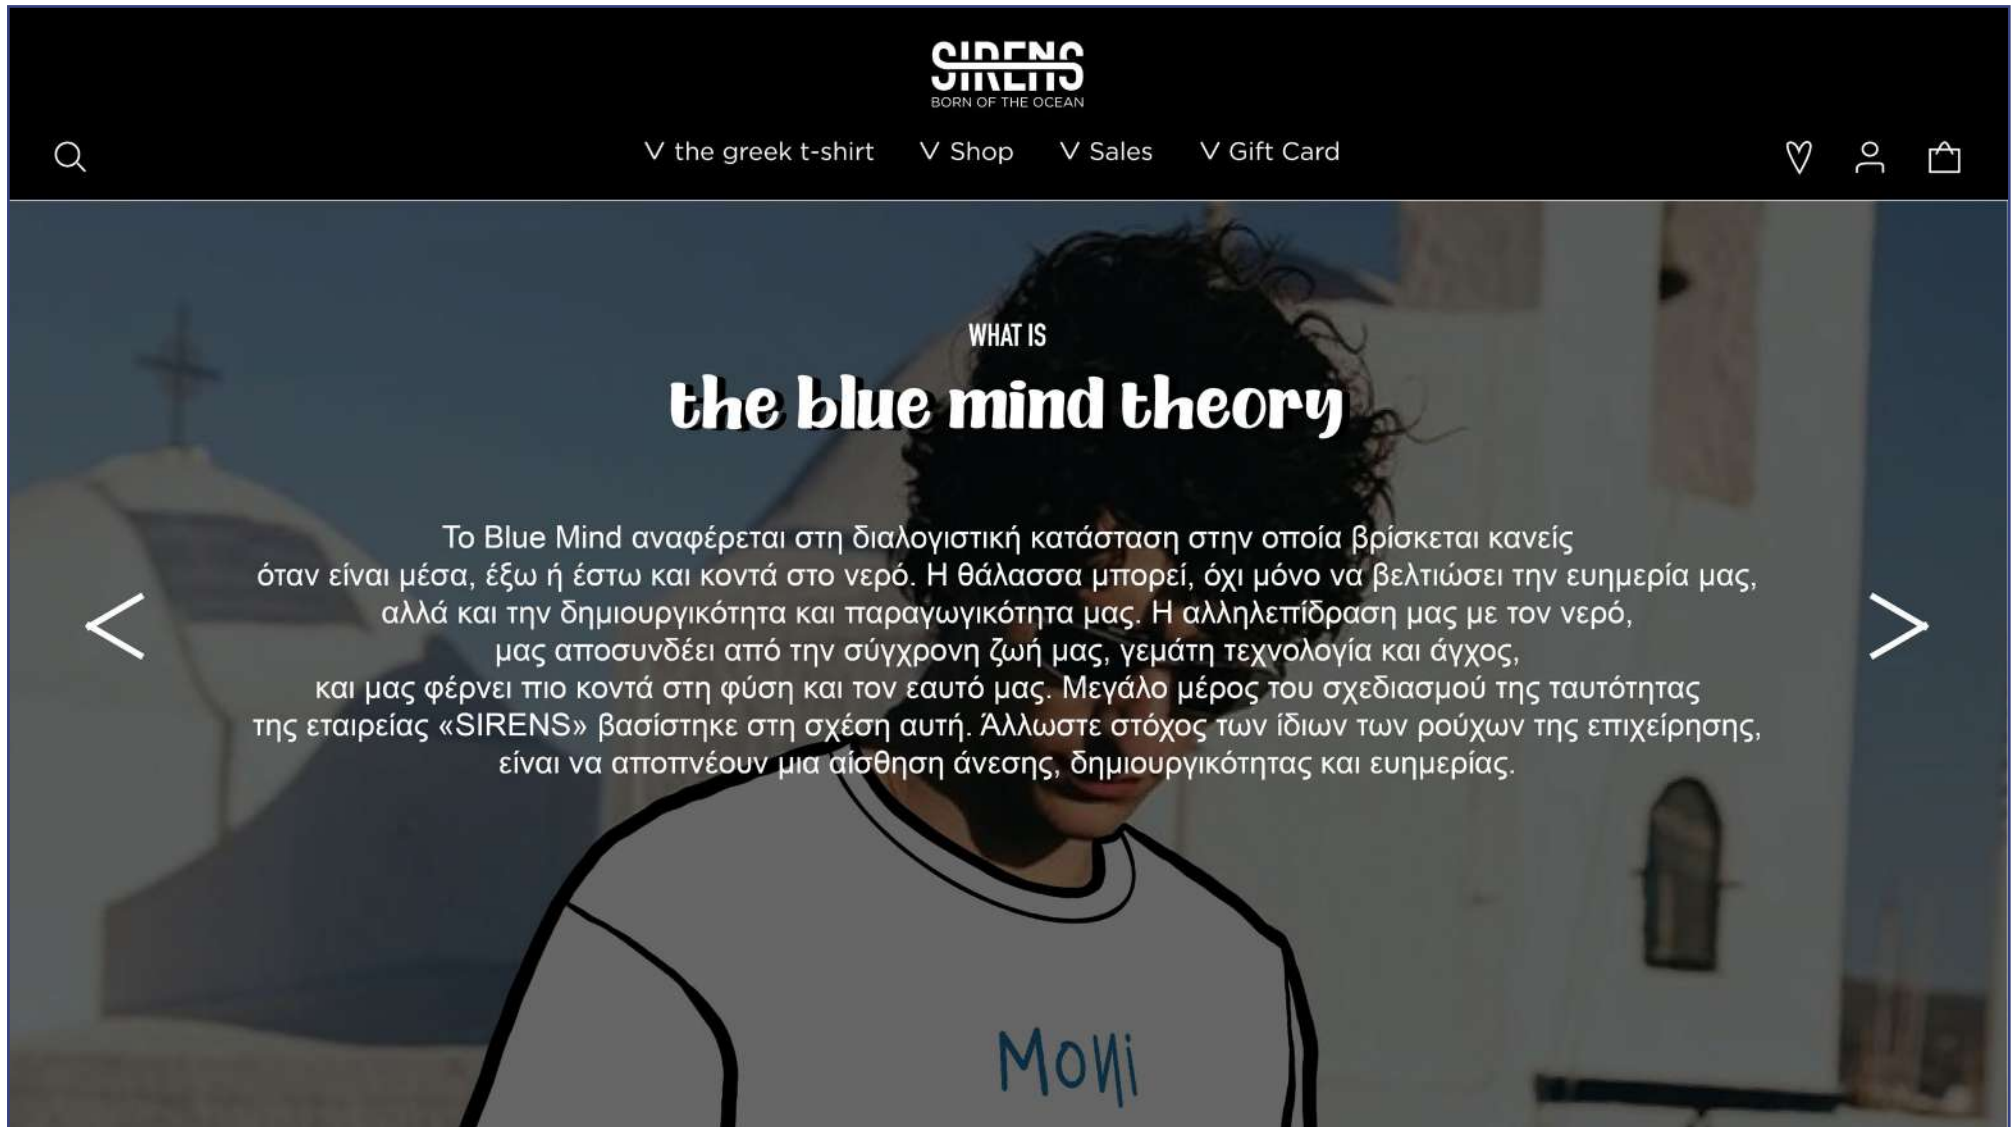 SIRENS
BORN OF THE OCEAN
the greek t-shirt Shop Sales Gift Card
WHAT IS
the blue mind theory
Το Blue Mind αναφέρεται στη διαλογιστική κατάσταση στην οποία βρίσκεται κανείς
όταν είναι μέσα, έξω ή έστω και κοντά στο νερό. Η θάλασσα μπορεί, όχι μόνο να βελτιώσει την ευημερία μας,
αλλά και την δημιουργικότητα και παραγωγικότητα μας. Η αλληλεπίδραση μας με τον νερό,
μας αποσυνδέει από την σύγχρονη ζωή μας, γεμάτη τεχνολογία και άγχος,
και μας φέρνει πιο κοντά στη φύση και τον εαυτό μας. Μεγάλο μέρος του σχεδιασμού της ταυτότητας
της εταιρείας «SIRENS» βασίστηκε στη σχέση αυτή. Άλλωστε στόχος των ίδιων των ρούχων της επιχείρησης,
είναι να αποπνέουν μια αίσθηση άνεσης, δημιουργικότητας και ευημερίας.